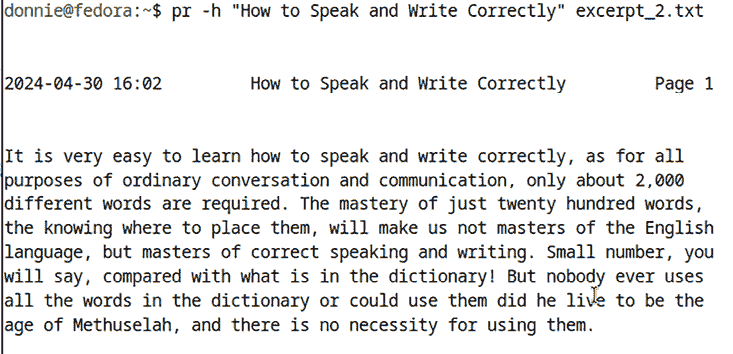 donnie@fedora:~$ pr -h "How to Speak and Write Correctly" excerpt_2.txt
2024-04-30 16:02 How to Speak and Write Correctly Page 1
It is very easy to learn how to speak and write correctly, as for all
purposes of ordinary conversation and communication, only about 2,000
different words are required. The mastery of just twenty hundred words,
the knowing where to place them, will make us not masters of the English
language, but masters of correct speaking and writing. Small number, you
will say, compared with what is in the dictionary! But nobody ever uses
all the words in the dictionary or could use them did he live to be the
age of Methuselah, and there is no necessity for using them.